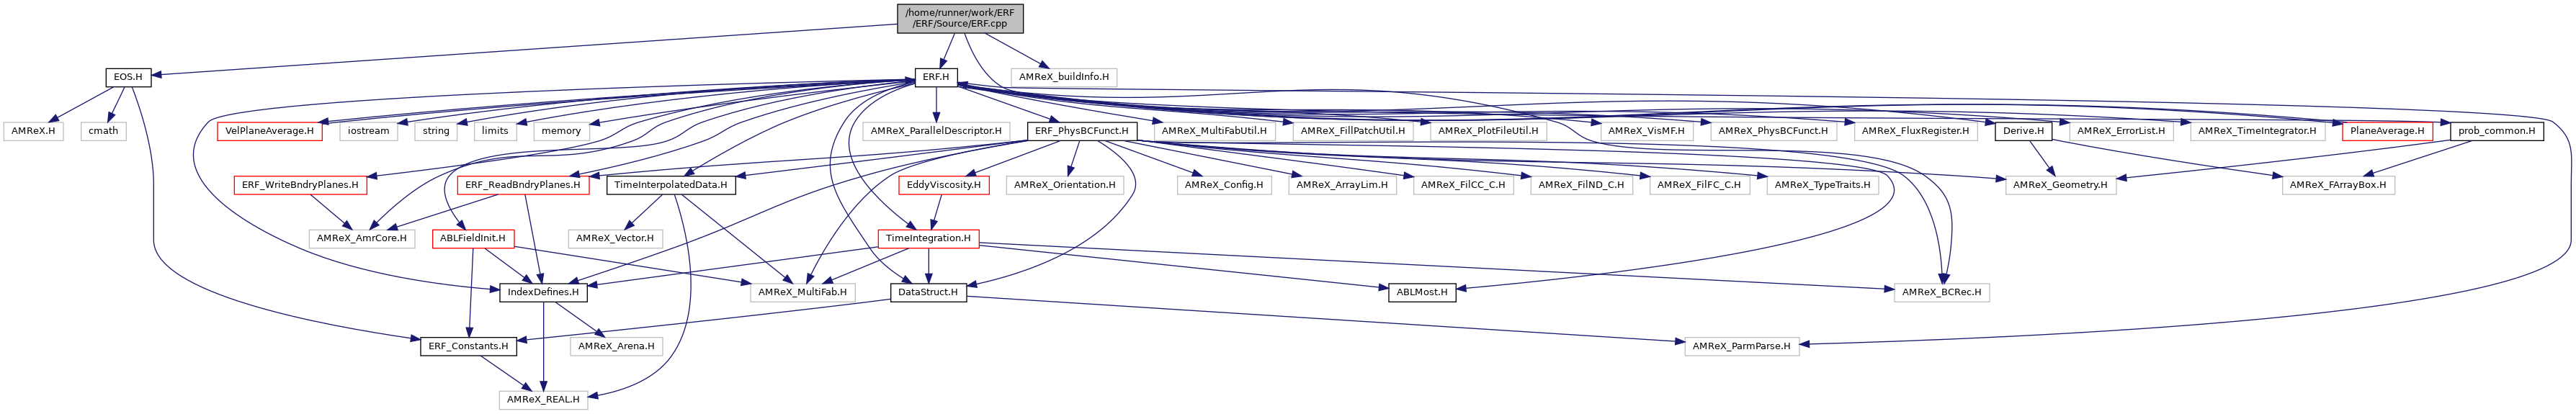 /home/runner/work/ERF
/ERF/Source/ERF.cpp
EOS.H
ERF.H
AMReX_buildInfo.H
AMReX.H
cmath
VelPlaneAverage.H
iostream
string
limits
memory
AMReX_ParallelDescriptor.H
ERF_PhysBCFunct.H
AMReX_MultiFabUtil.H
AMReX_FillPatchUtil.H
AMReX_PlotFileUtil.H
AMReX_VisMF.H
AMReX_PhysBCFunct.H
AMReX_FluxRegister.H
Derive.H
AMReX_ErrorList.H
AMReX_TimeIntegrator.H
PlaneAverage.H
prob_common.H
ERF_WriteBndryPlanes.H
ERF_ReadBndryPlanes.H
TimeInterpolatedData.H
EddyViscosity.H
AMReX_Orientation.H
AMReX_Config.H
AMReX_ArrayLim.H
AMReX_FilCC_C.H
AMReX_FilND_C.H
AMReX_FilFC_C.H
AMReX_TypeTraits.H
AMReX_Geometry.H
AMReX_FArrayBox.H
AMReX_AmrCore.H
ABLFieldInit.H
AMReX_Vector.H
TimeIntegration.H
IndexDefines.H
AMReX_MultiFab.H
DataStruct.H
ABLMost.H
AMReX_BCRec.H
ERF_Constants.H
AMReX_Arena.H
AMReX_ParmParse.H
AMReX_REAL.H